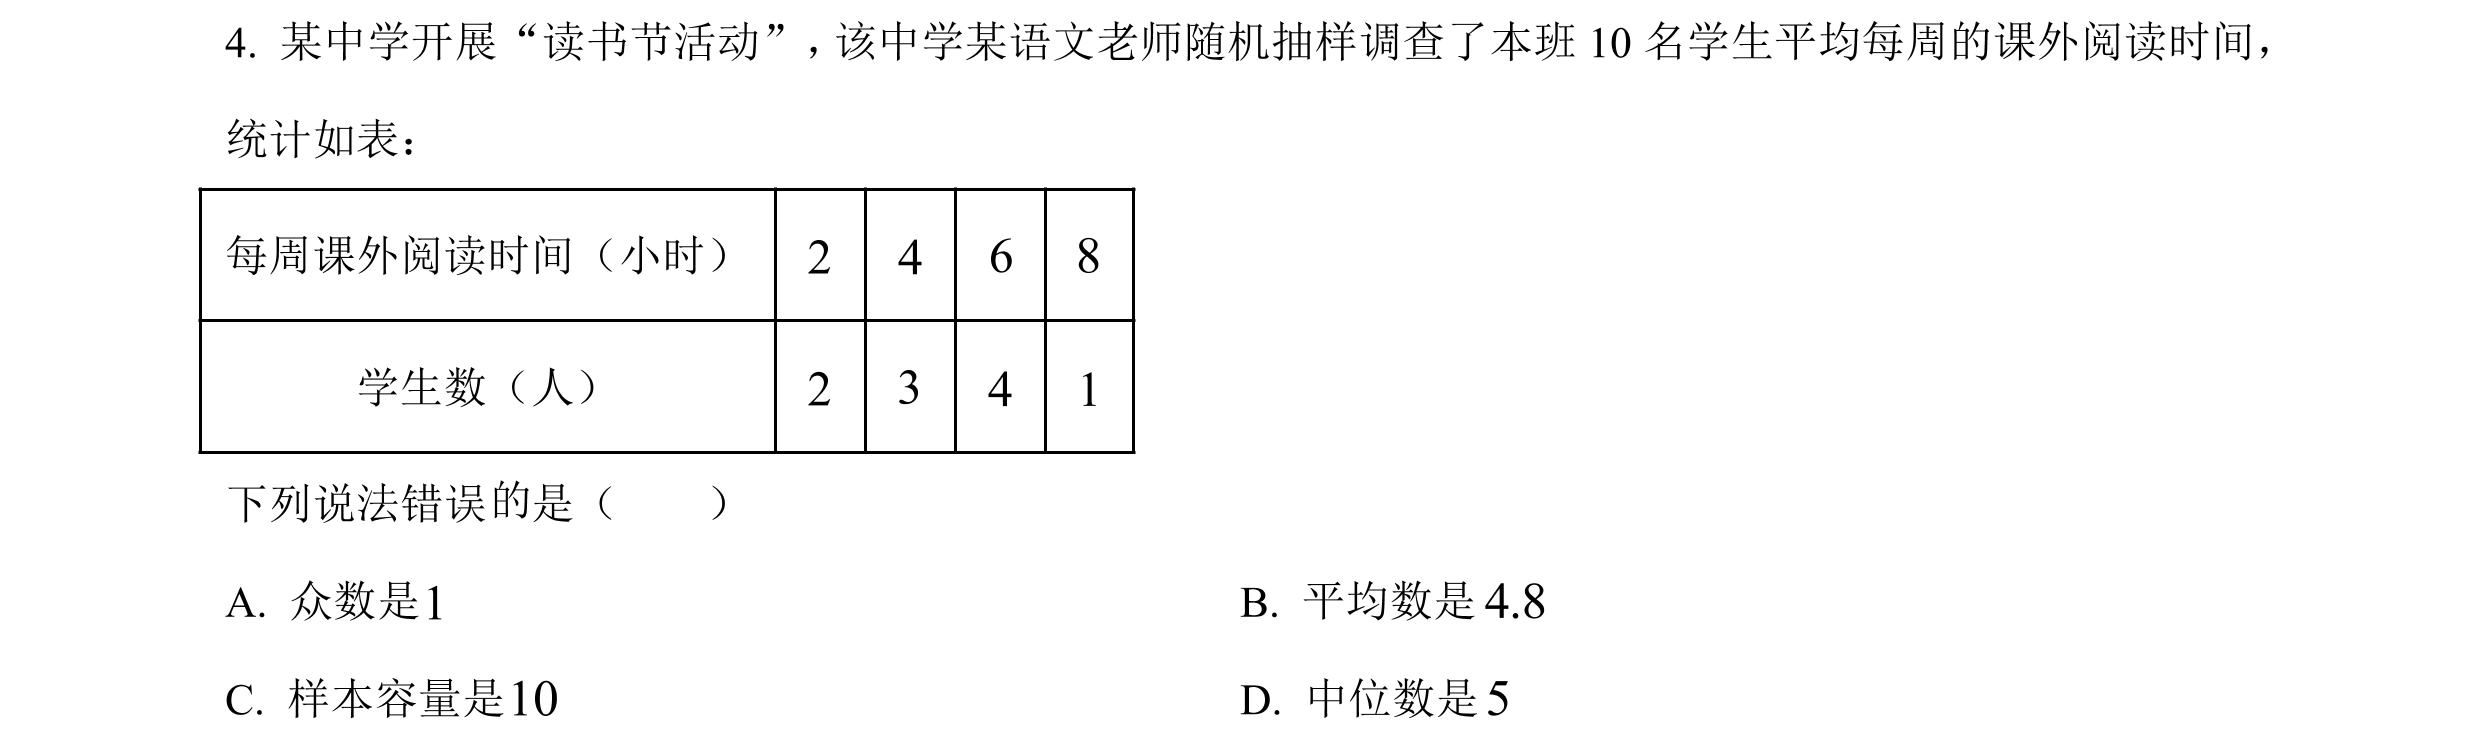 4. 某中学开展“读书节活动”，该中学某语文老师随机抽样调查了本班 10 名学生平均每周的课外阅读时间，
统计如表：
每周课外阅读时间（小时） 2 4 6 8
学生数（人） 2 3 4 1
下列说法错误的是（　　）
A. 众数是1 B. 平均数是4.8
C. 样本容量是10 D. 中位数是5